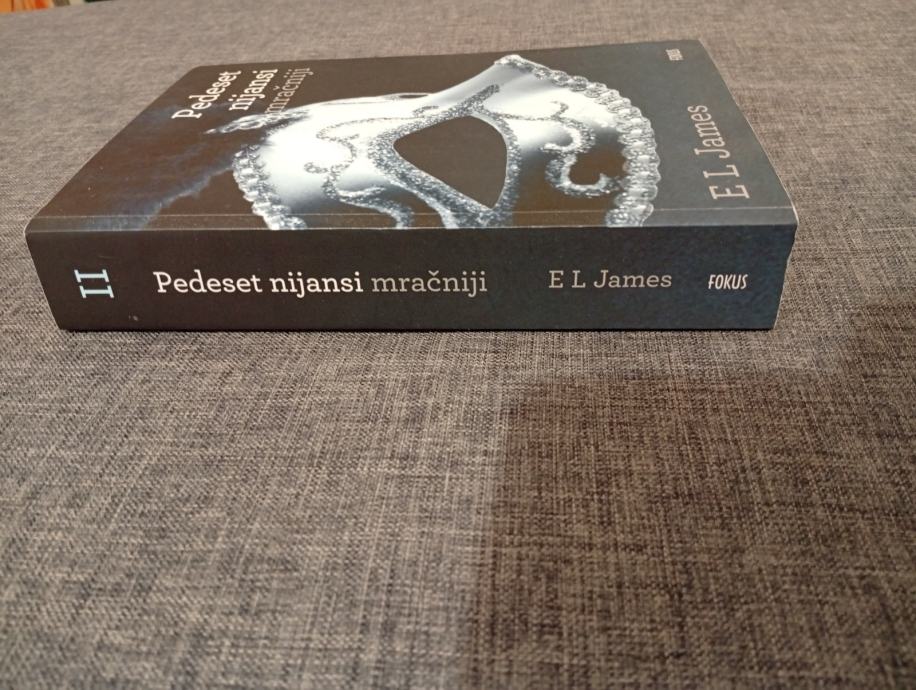 Pedeset
nijansi
mračniji
E L James
FOKUS
II
Pedeset nijansi mračniji
E L James
FOKUS